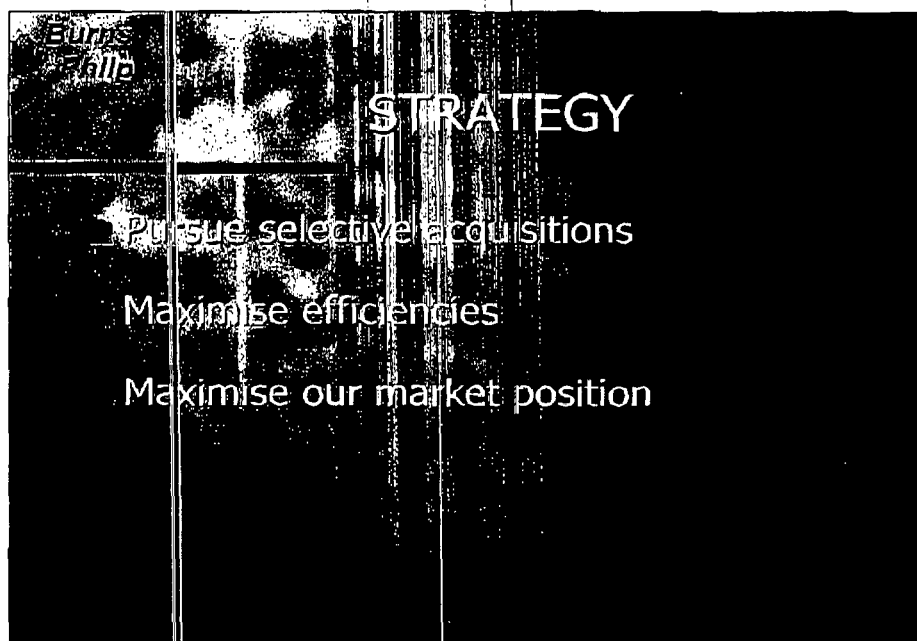 Burns
Philp
STRATEGY
Pursue selective acquisitions
Maximise efficiencies
Maximise our market position